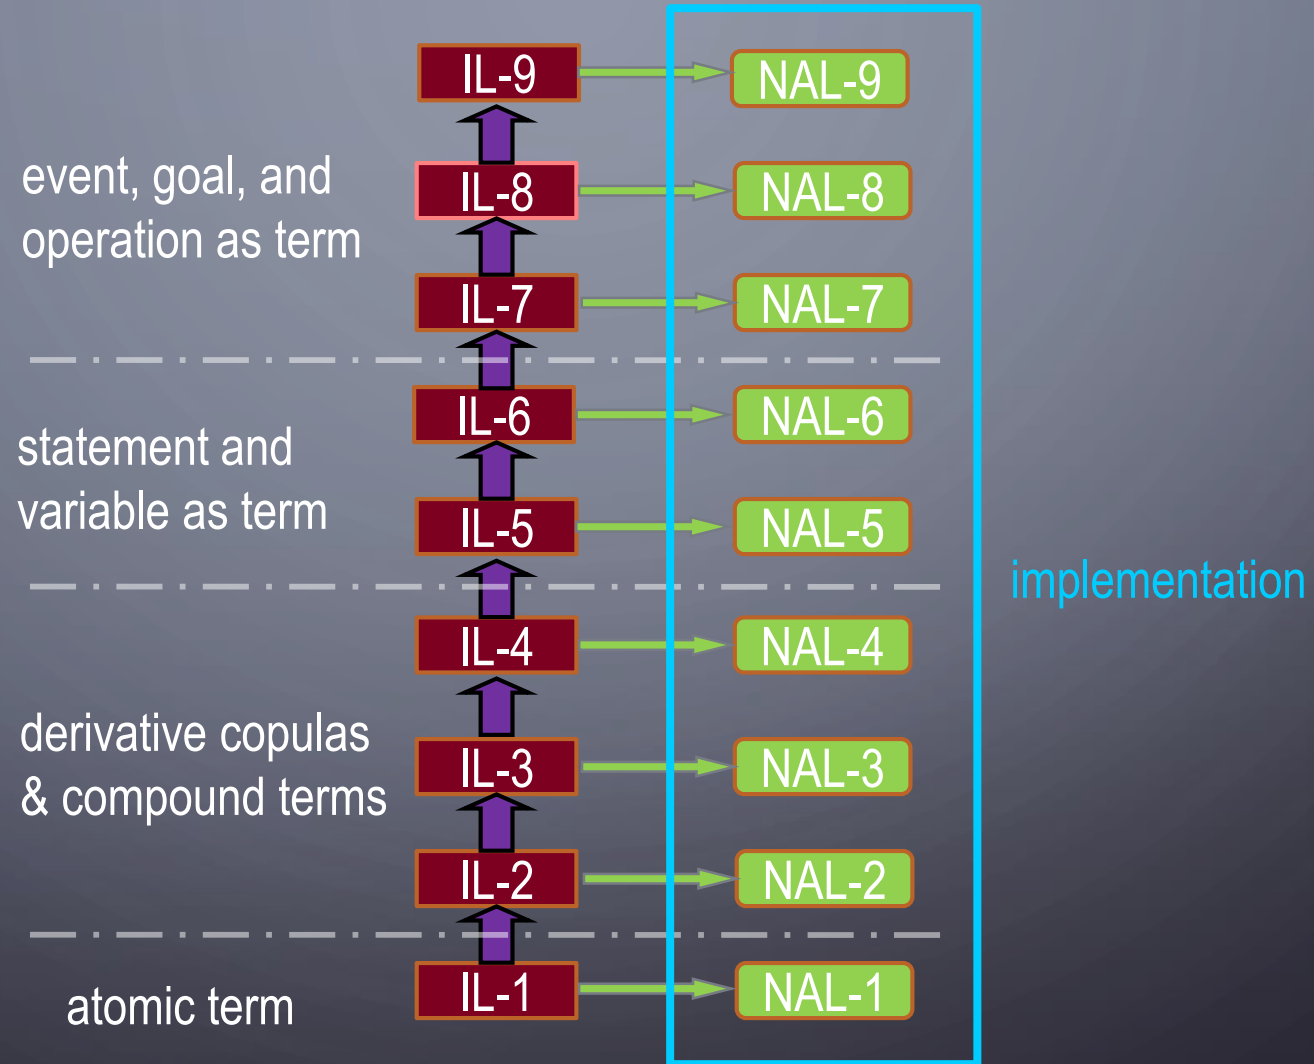 IL-9
NAL-9
event, goal, and
operation as term
IL-8
NAL-8
IL-7
NAL-7
IL-6
NAL-6
statement and
variable as term
IL-5
NAL-5
implementation
IL-4
NAL-4
derivative copulas
& compound terms
IL-3
NAL-3
IL-2
NAL-2
atomic term
IL-1
NAL-1